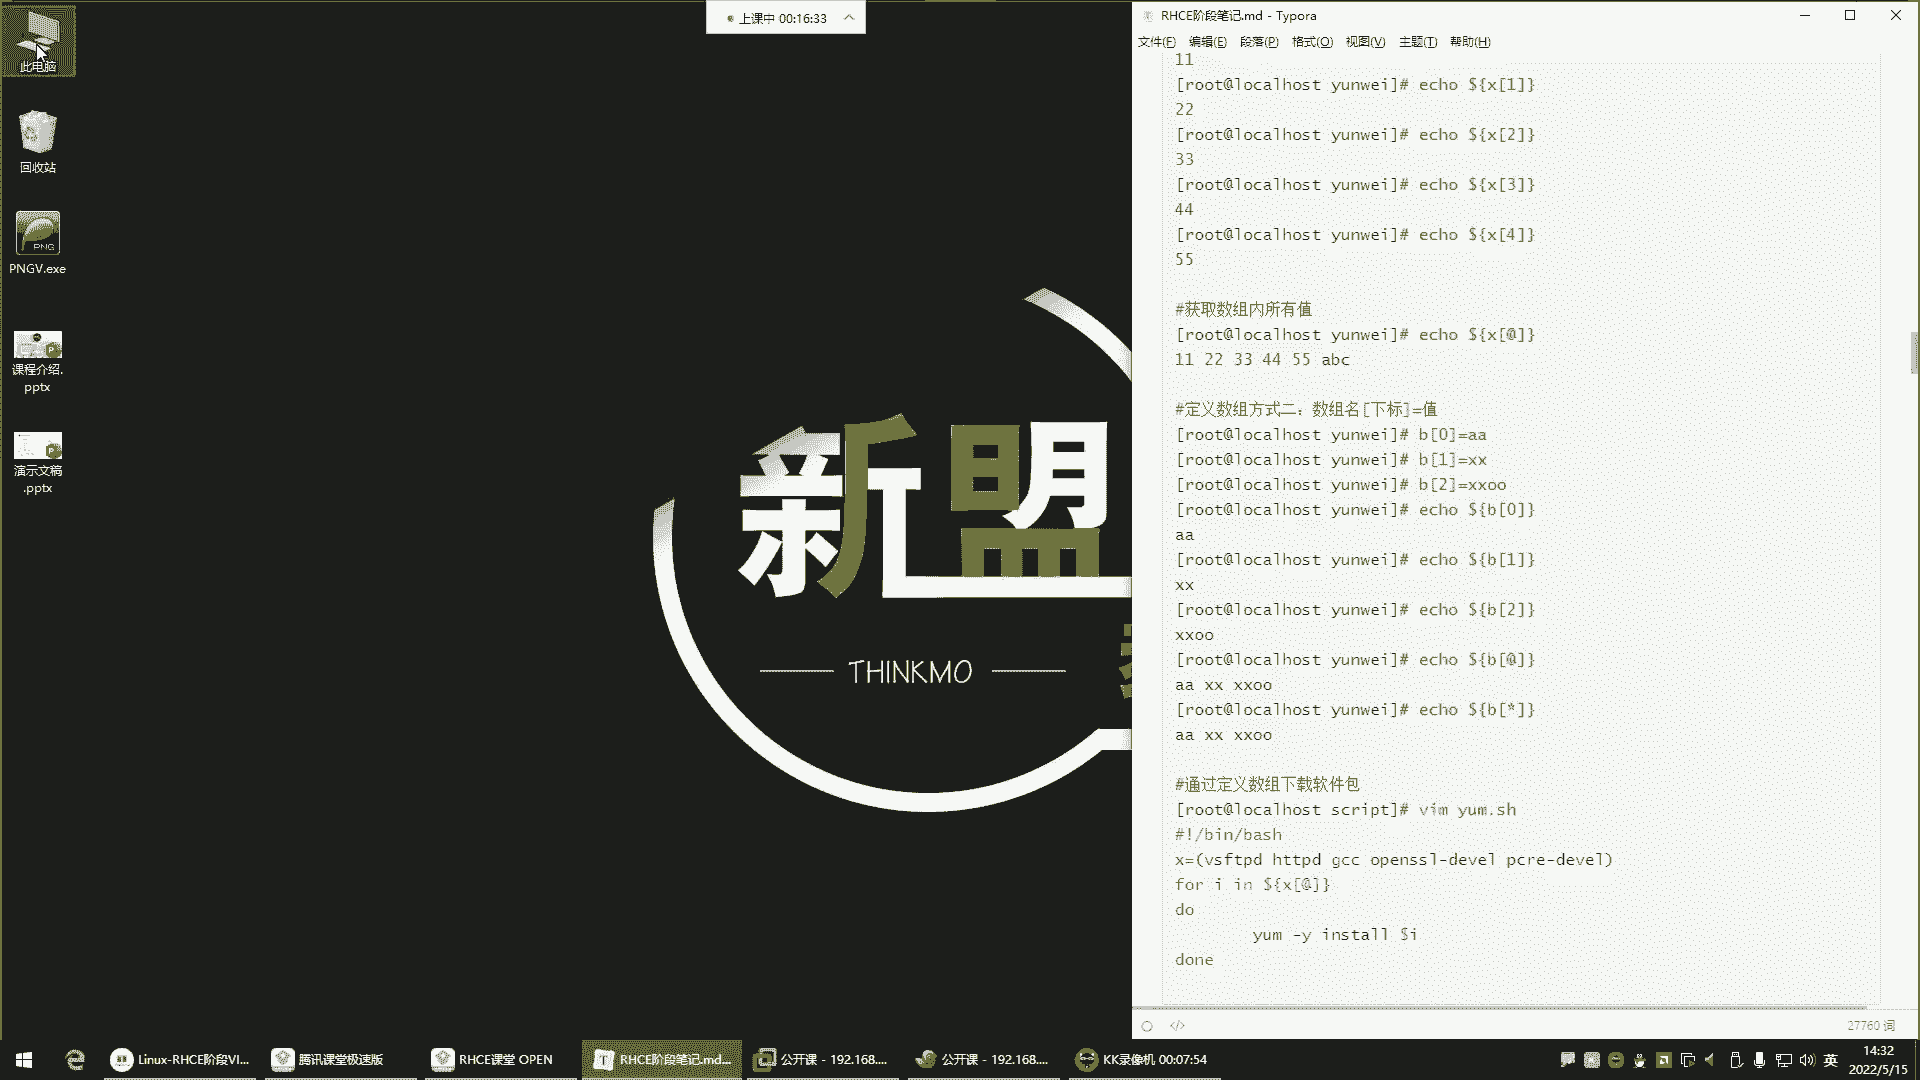 上课中 00:16:33
此电脑
回收站
PNG
PNGV.exe
课程介绍.
pptx
演示文稿
.pptx
新盟
THINKMO
RHCE阶段笔记.md - Typora
文件(F) 编辑(E) 段落(P) 格式(O) 视图(V) 主题(T) 帮助(H)
11
[root@localhost yunwei]# echo ${x[1]}
22
[root@localhost yunwei]# echo ${x[2]}
33
[root@localhost yunwei]# echo ${x[3]}
44
[root@localhost yunwei]# echo ${x[4]}
55
#获取数组内所有值
[root@localhost yunwei]# echo ${x[@]}
11 22 33 44 55 abc
#定义数组方式二：数组名[下标]=值
[root@localhost yunwei]# b[0]=aa
[root@localhost yunwei]# b[1]=xx
[root@localhost yunwei]# b[2]=xxoo
[root@localhost yunwei]# echo ${b[0]}
aa
[root@localhost yunwei]# echo ${b[1]}
xx
[root@localhost yunwei]# echo ${b[2]}
xxoo
[root@localhost yunwei]# echo ${b[@]}
aa xx xxoo
[root@localhost yunwei]# echo ${b[*]}
aa xx xxoo
#通过定义数组下载软件包
[root@localhost script]# vim yum.sh
#!/bin/bash
x=(vsftpd httpd gcc openssl-devel pcre-devel)
for i in ${x[@]}
do
yum -y install $i
done
27760 词
Linux-RHCE阶段VI... 腾讯课堂极速版 RHCE课堂 OPEN RHCE阶段笔记.md... 公开课 - 192.168.... 公开课 - 192.168.... KK录像机 00:07:54 英
14:32
2022/5/15